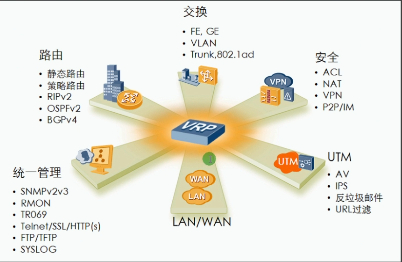 交换
• FE, GE
• VLAN
• Trunk,802.1ad
路由
• 静态路由
• 策略路由
• RIPv2
• OSPFv2
• BGPv4
安全
• ACL
• NAT
• VPN
• P2P/IM
VPN
VRP
统一管理
• SNMPv2v3
• RMON
• TR069
• Telnet/SSL/HTTP(s)
• FTP/TFTP
• SYSLOG
WAN
LAN
LAN/WAN
UTM
UTM
• AV
• IPS
• 反垃圾邮件
• URL过滤